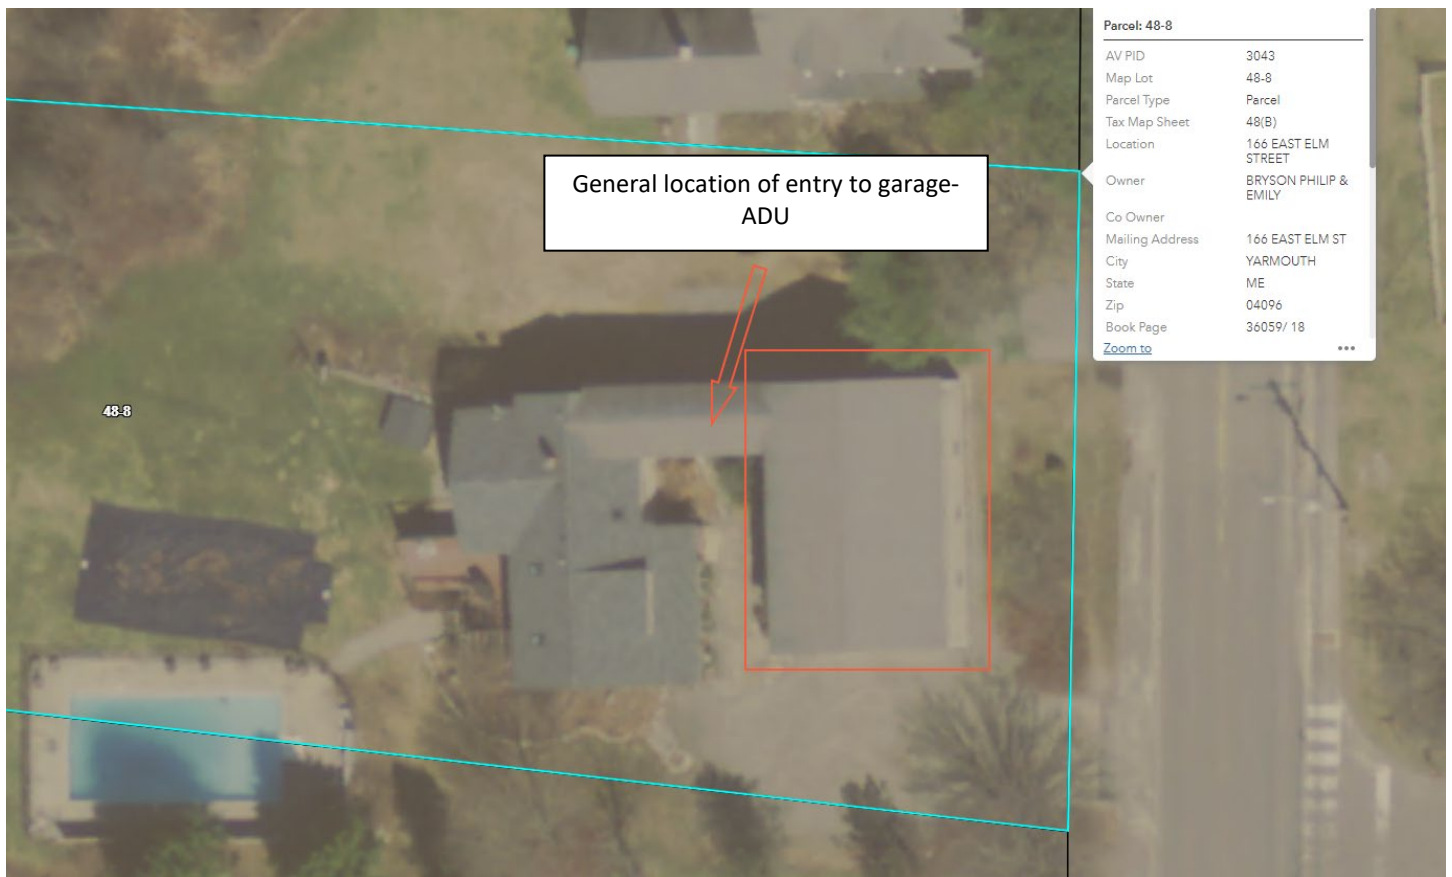 General location of entry to garage-
ADU
48-8
Parcel: 48-8
AV PID 3043
Map Lot 48-8
Parcel Type Parcel
Tax Map Sheet 48(B)
Location 166 EAST ELM
STREET
Owner BRYSON PHILIP &
EMILY
Co Owner
Mailing Address 166 EAST ELM ST
City YARMOUTH
State ME
Zip 04096
Book Page 36059/ 18
Zoom to